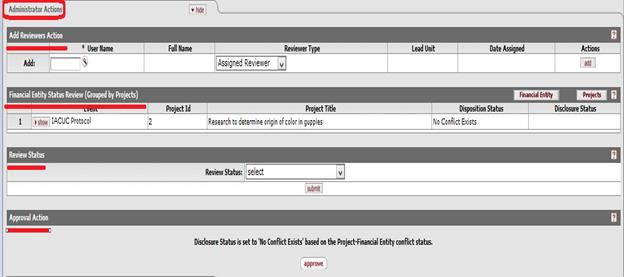 Administrator Actions
hide
Add Reviewers Action ?
* User Name Full Name Reviewer Type Lead Unit Date Assigned Actions
Add: Assigned Reviewer add
Financial Entity Status Review (Grouped by Projects) Financial Entity Projects ?
Event Project Id Project Title Disposition Status Disclosure Status
1 show IACUC Protocol 2 Research to determine origin of color in guppies No Conflict Exists
Review Status ?
Review Status: select
submit
Approval Action ?
Disclosure Status is set to 'No Conflict Exists' based on the Project-Financial Entity conflict status.
approve